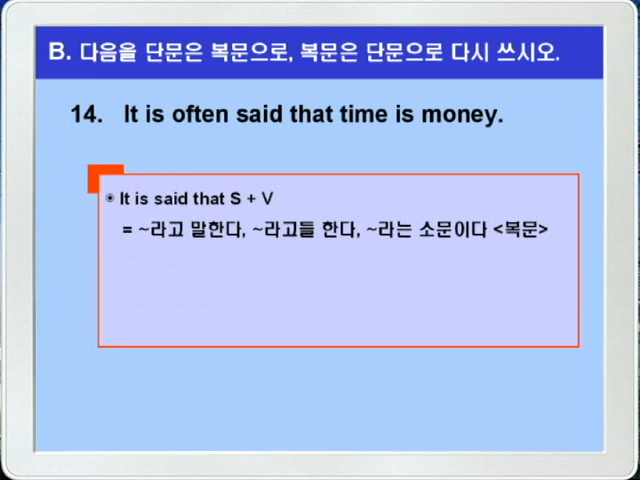 B. 다음을 단문은 복문으로, 복문은 단문으로 다시 쓰시오.
14. It is often said that time is money.
◉ It is said that S + V
= ~라고 말한다, ~라고들 한다, ~라는 소문이다 <복문>